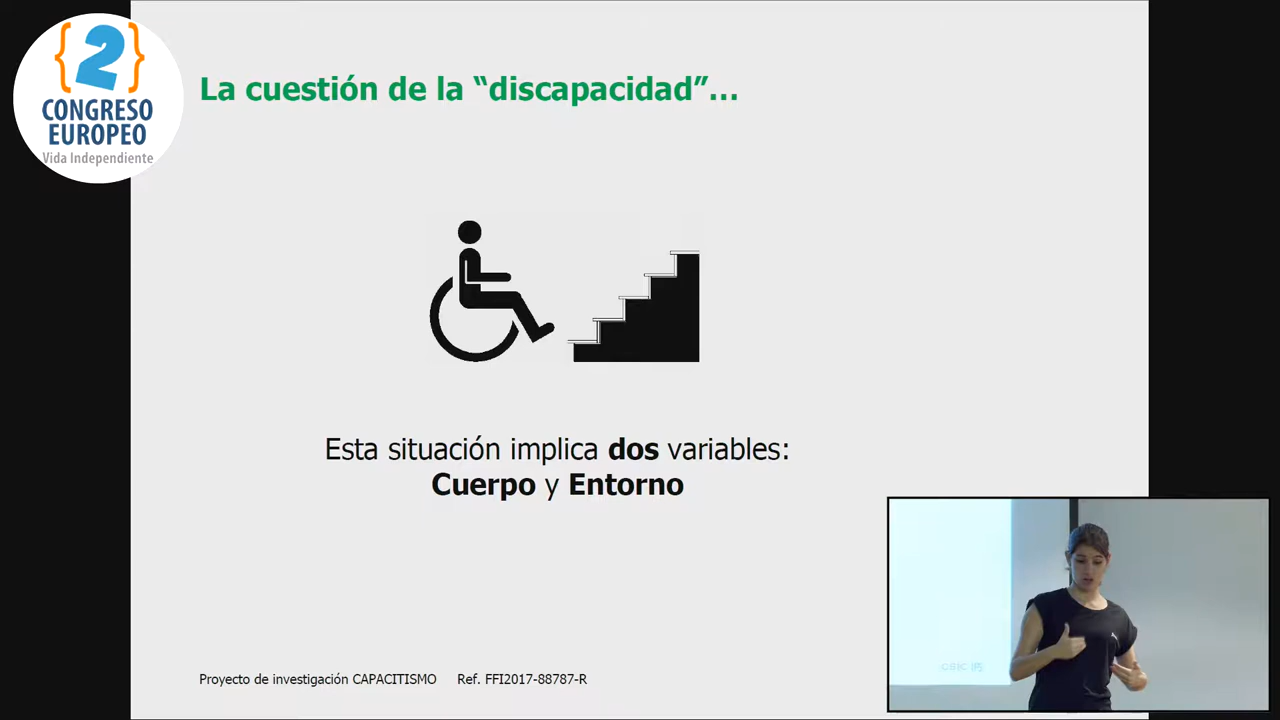 {2}
CONGRESO
EUROPEO
Vida Independiente
La cuestión de la “discapacidad”...
Esta situación implica dos variables:
Cuerpo y Entorno
Proyecto de investigación CAPACITISMO Ref. FFI2017-88787-R
CSIC